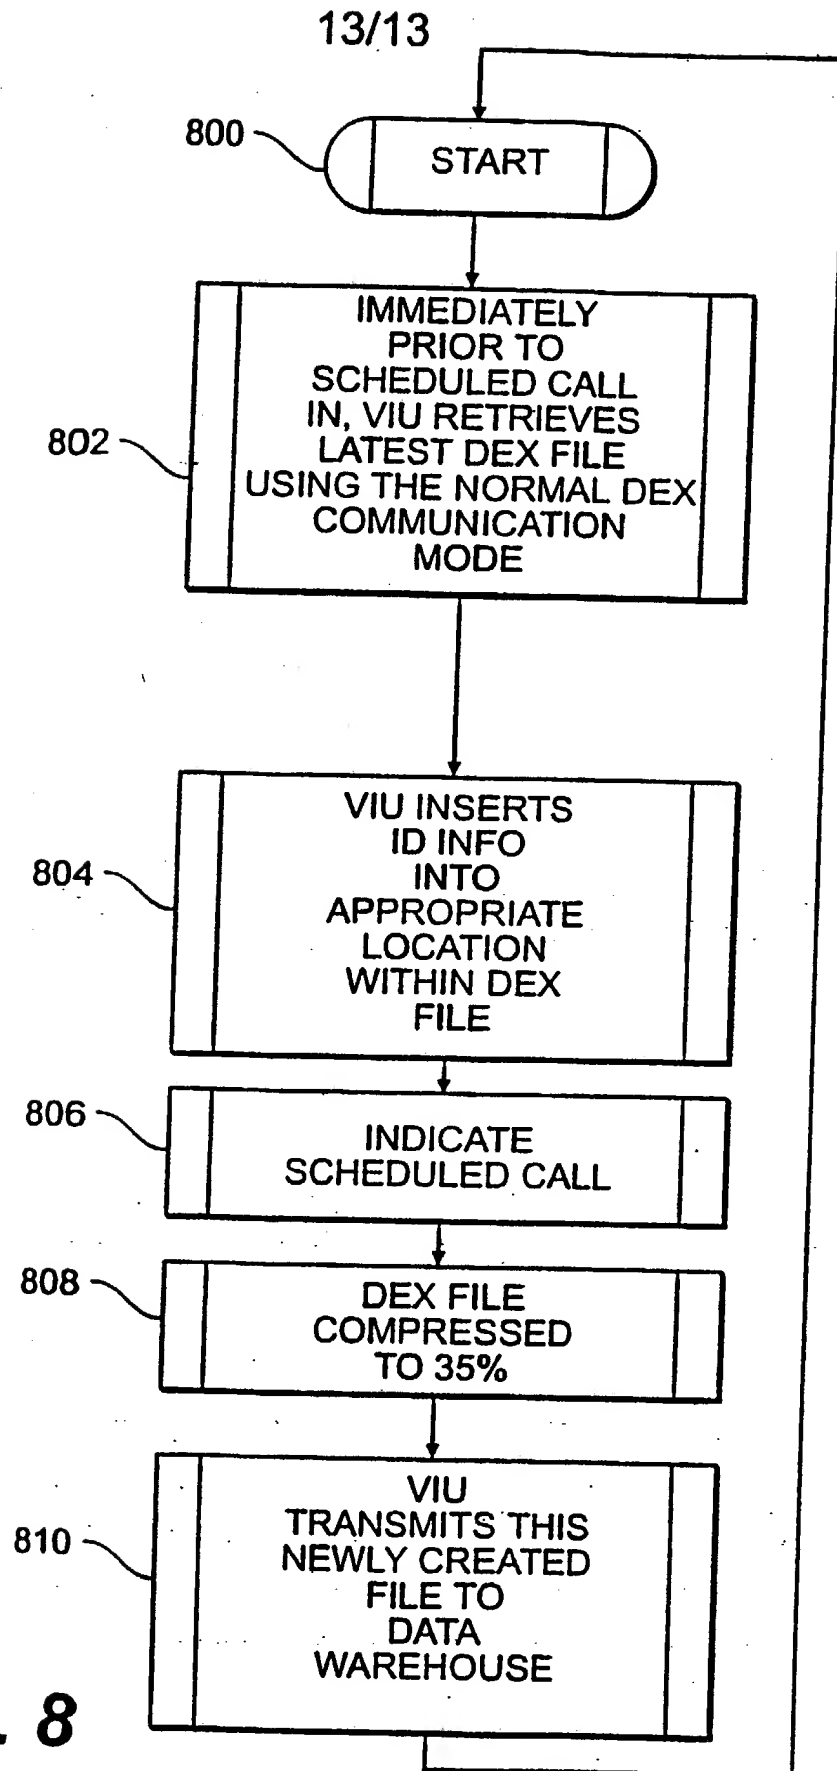 13/13
800
START
802
IMMEDIATELY
PRIOR TO
SCHEDULED CALL
IN, VIU RETRIEVES
LATEST DEX FILE
USING THE NORMAL DEX
COMMUNICATION
MODE
804
VIU INSERTS
ID INFO
INTO
APPROPRIATE
LOCATION
WITHIN DEX
FILE
806
INDICATE
SCHEDULED CALL
808
DEX FILE
COMPRESSED
TO 35%
810
VIU
TRANSMITS THIS
NEWLY CREATED
FILE TO
DATA
WAREHOUSE
. 8